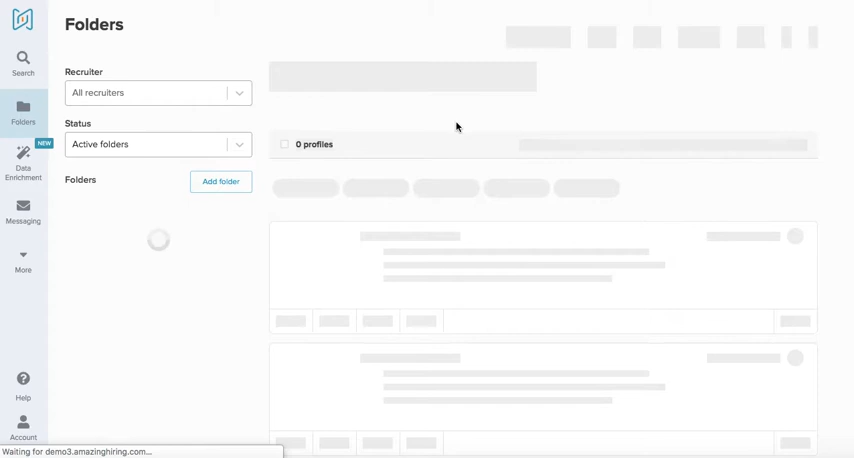 Folders
Search
Folders
NEW
Data
Enrichment
Messaging
More
Help
Account
Recruiter
All recruiters
Status
Active folders
Folders
Add folder
0 profiles
Waiting for demo3.amazinghiring.com...